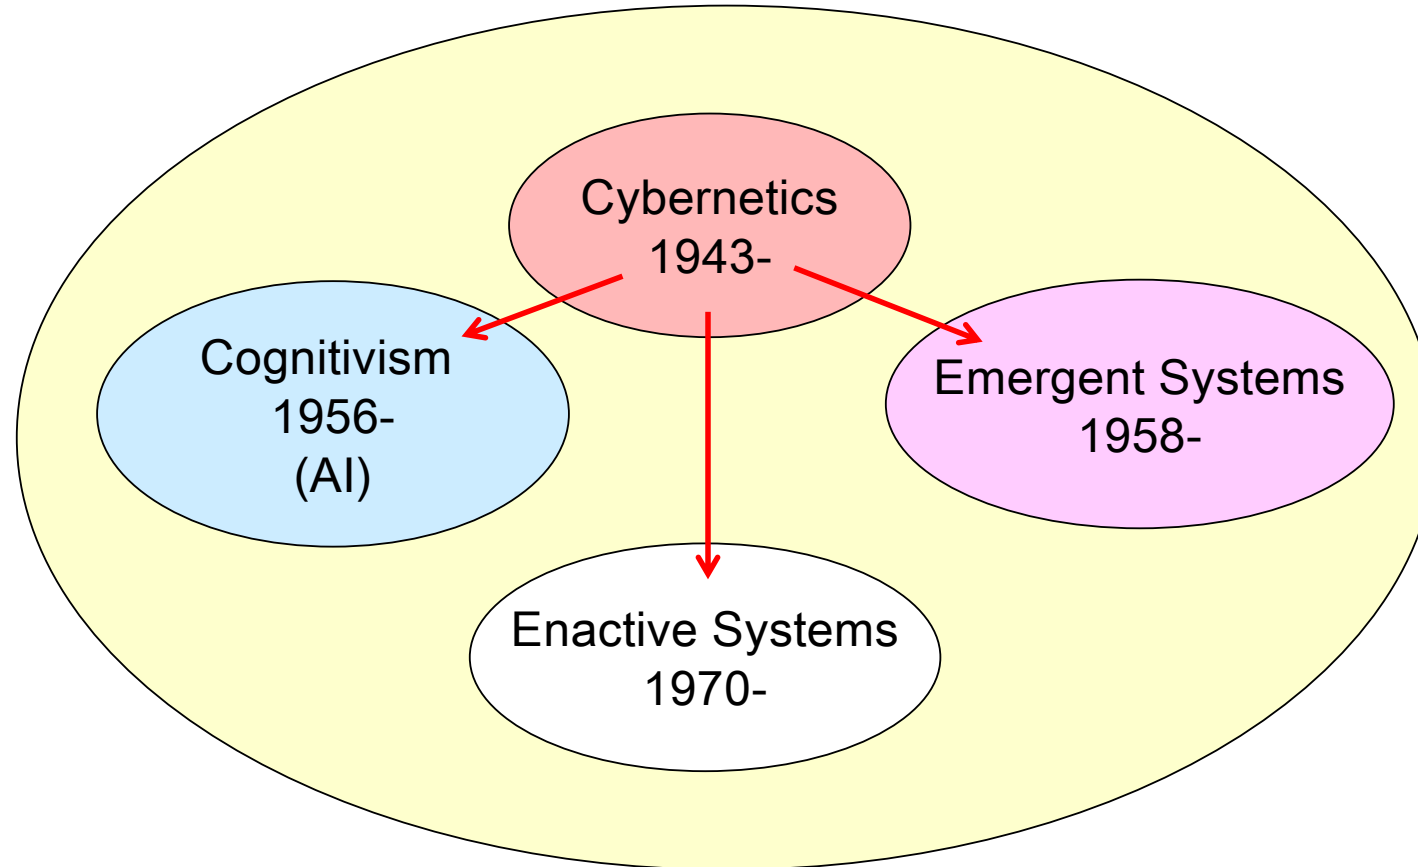 Cybernetics
1943-
Cognitivism
1956-
(AI)
Emergent Systems
1958-
Enactive Systems
1970-